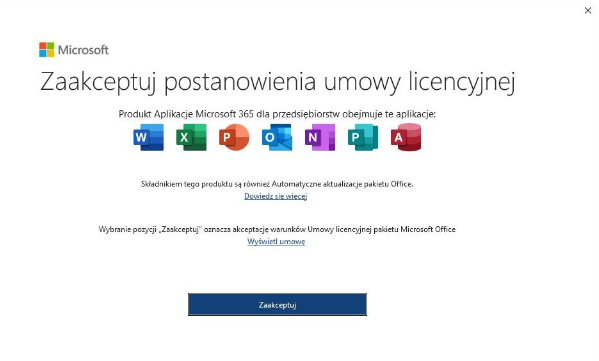 Microsoft
Zaakceptuj postanowienia umowy licencyjnej
Produkt Aplikacje Microsoft 365 dla przedsiębiorstw obejmuje te aplikacje:
W X P O N P A
Składnikiem tego produktu są również Automatyczne aktualizacje pakietu Office.
Dowiedz się więcej
Wybranie pozycji „Zaakceptuj” oznacza akceptację warunków Umowy licencyjnej pakietu Microsoft Office
Wyświetl umowę
Zaakceptuj